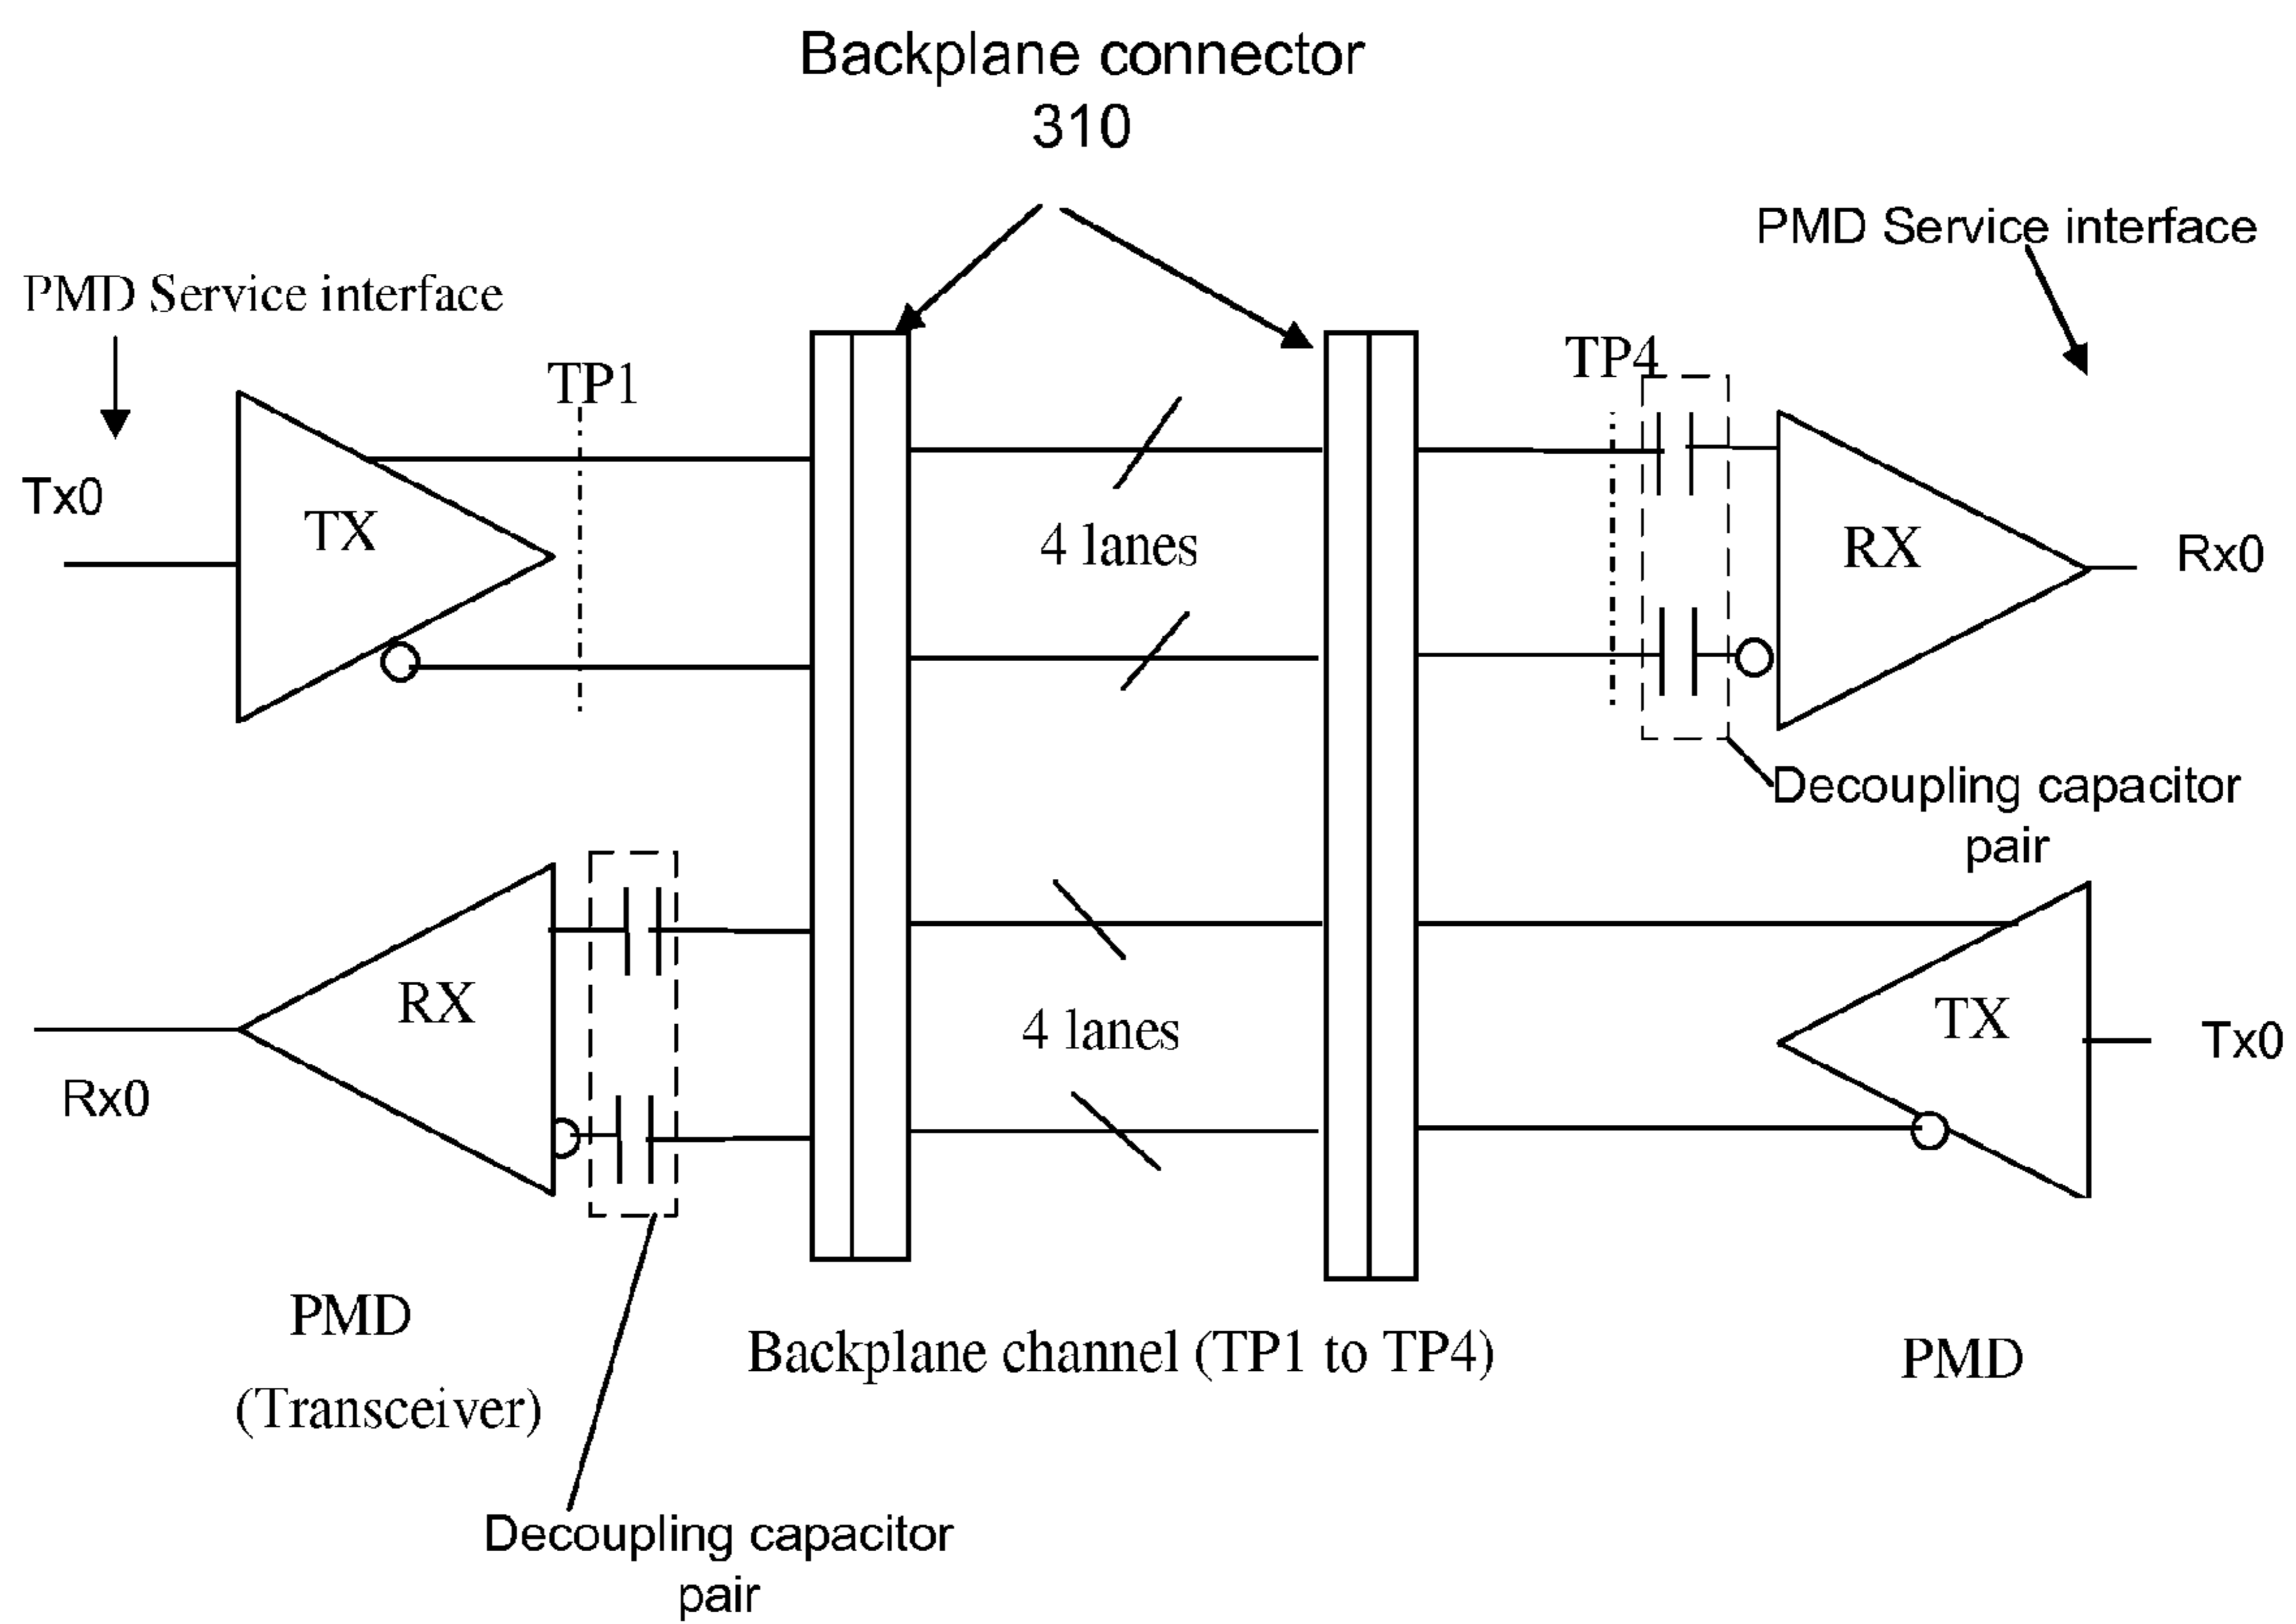 Backplane connector
310
PMD Service interface
PMD Service interface
TP1
TP4
Tx0
TX
4 lanes
RX
Rx0
Decoupling capacitor
pair
RX
4 lanes
TX
Tx0
Rx0
PMD
(Transceiver)
Backplane channel (TP1 to TP4)
PMD
Decoupling capacitor
pair